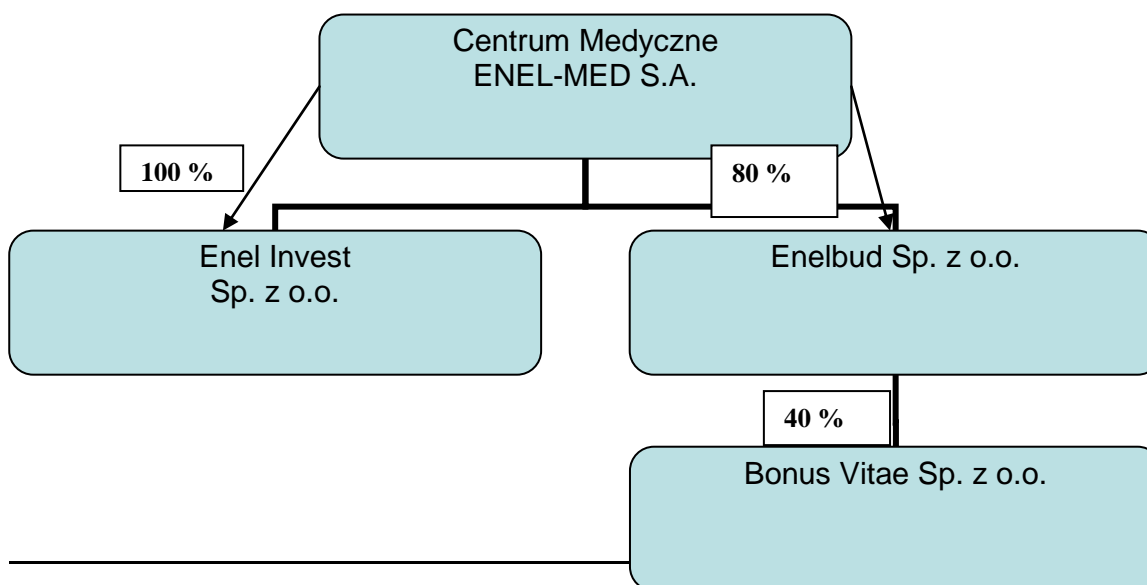 Centrum Medyczne
ENEL-MED S.A.
100 %
80 %
Enel Invest
Sp. z o.o.
Enelbud Sp. z o.o.
40 %
Bonus Vitae Sp. z o.o.